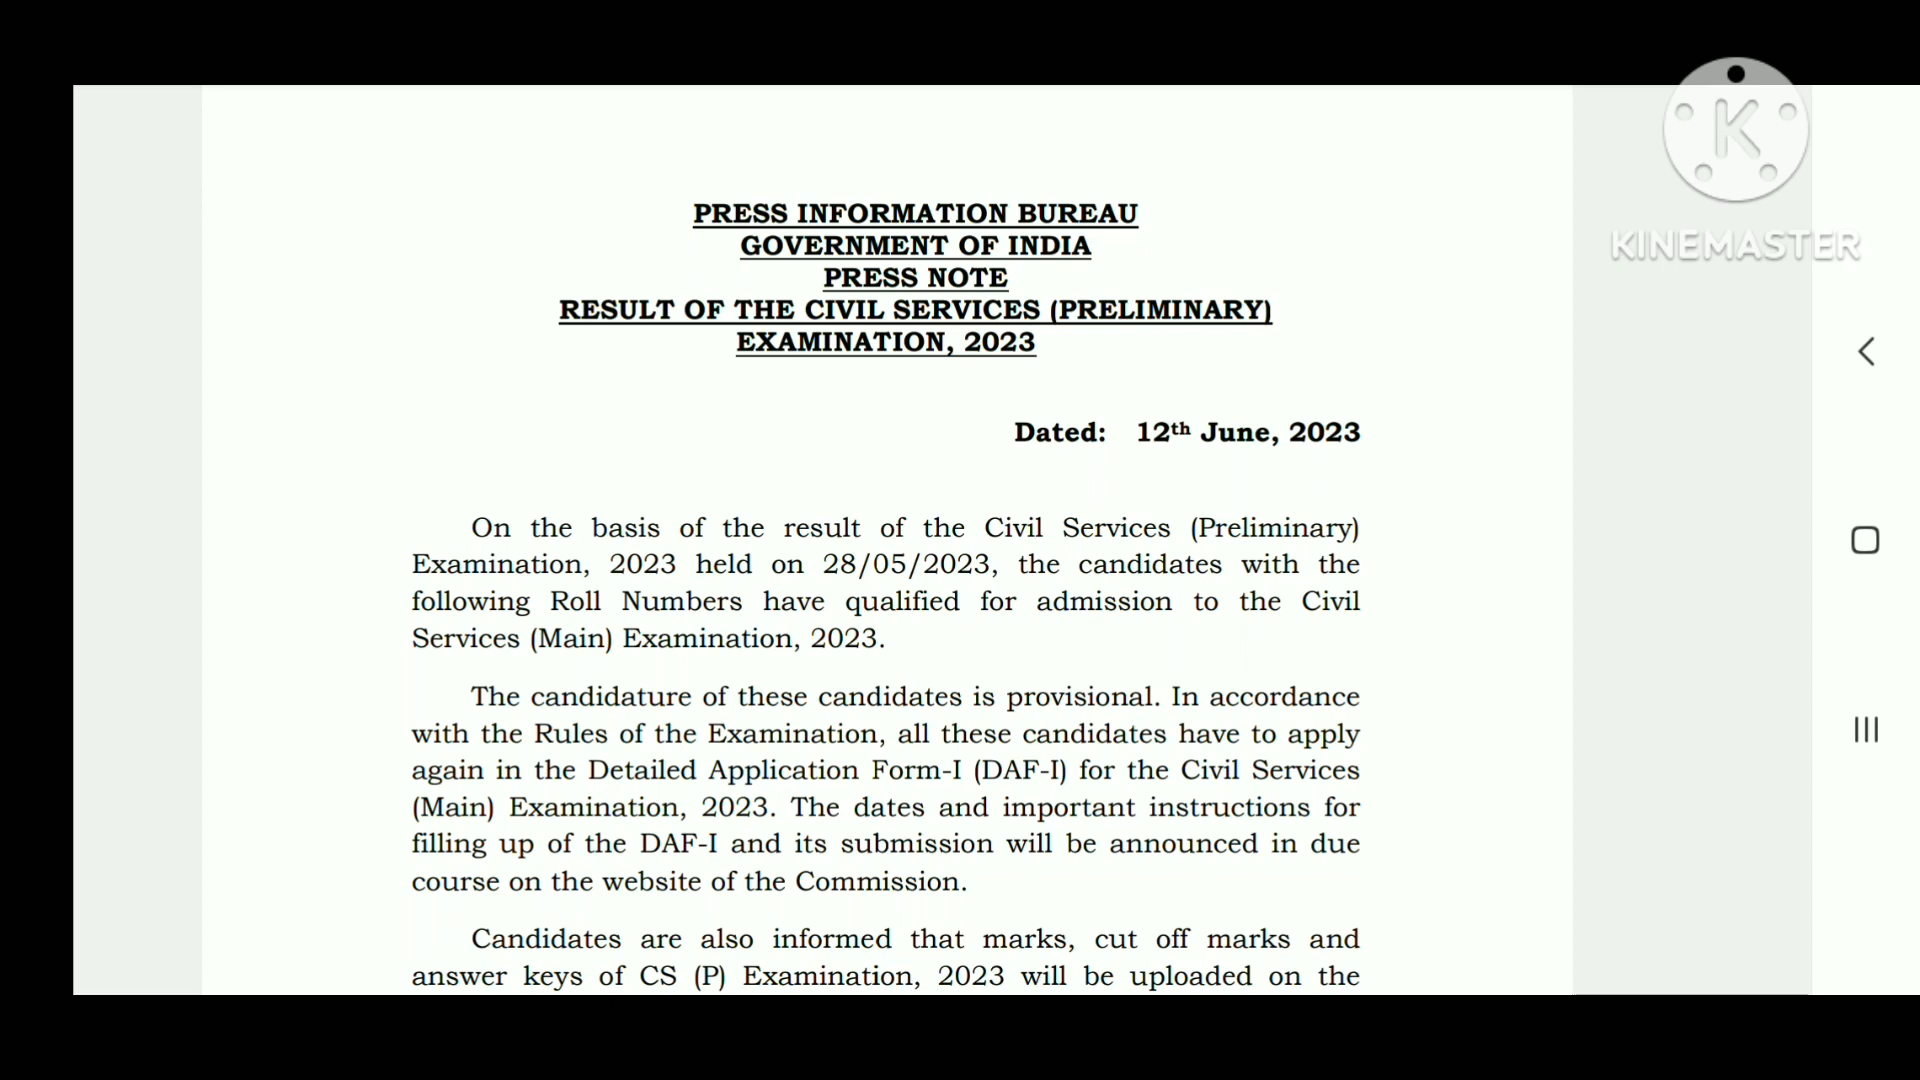 PRESS INFORMATION BUREAU
GOVERNMENT OF INDIA
PRESS NOTE
RESULT OF THE CIVIL SERVICES (PRELIMINARY)
EXAMINATION, 2023
Dated: 12th June, 2023
On the basis of the result of the Civil Services (Preliminary)
Examination, 2023 held on 28/05/2023, the candidates with the
following Roll Numbers have qualified for admission to the Civil
Services (Main) Examination, 2023.
The candidature of these candidates is provisional. In accordance
with the Rules of the Examination, all these candidates have to apply
again in the Detailed Application Form-I (DAF-I) for the Civil Services
(Main) Examination, 2023. The dates and important instructions for
filling up of the DAF-I and its submission will be announced in due
course on the website of the Commission.
Candidates are also informed that marks, cut off marks and
answer keys of CS (P) Examination, 2023 will be uploaded on the
K
KINEMASTER